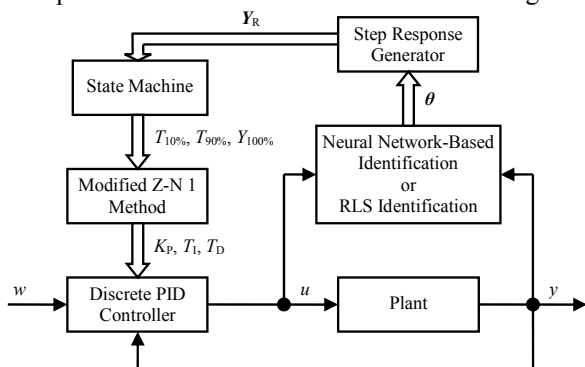 Y_R
Step Response
Generator
State Machine
θ
T_10%, T_90%, Y_100%
Neural Network-Based
Identification
or
RLS Identification
Modified Z-N 1
Method
K_P, T_I, T_D
w
Discrete PID
Controller
u
Plant
y